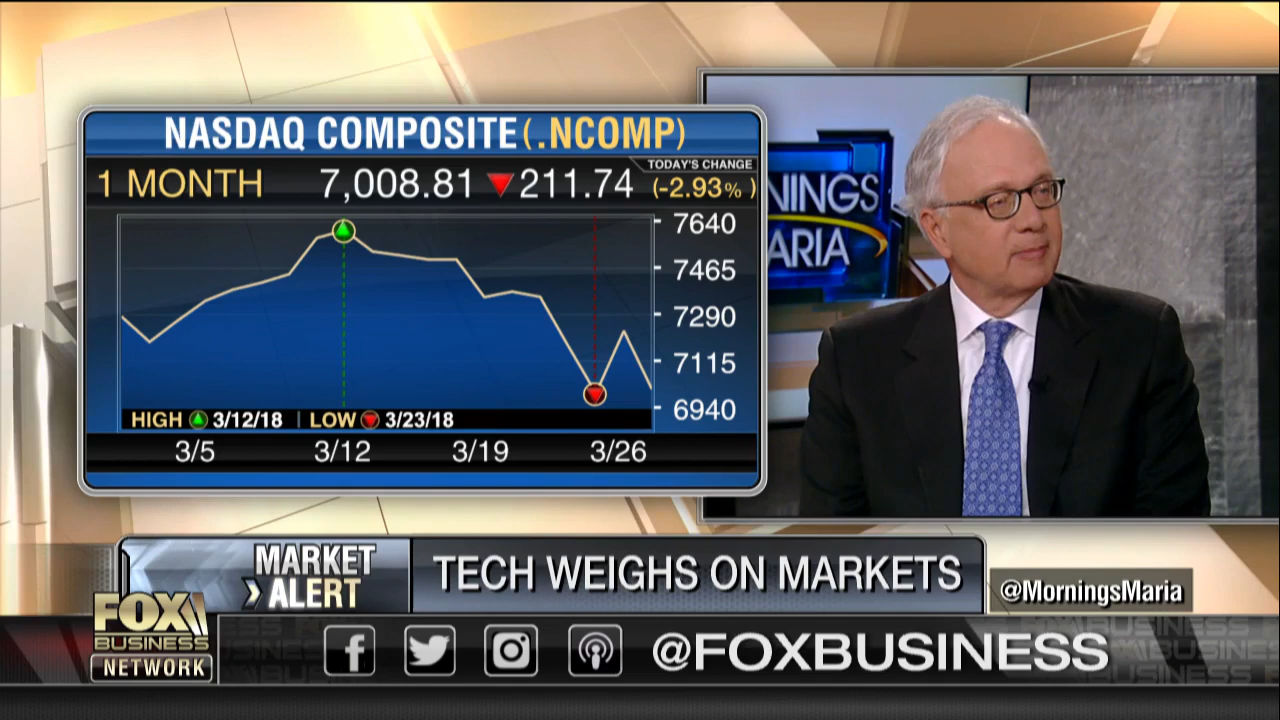 NASDAQ COMPOSITE (.NCOMP)
TODAY'S CHANGE
1 MONTH 7,008.81 ▼211.74 (-2.93%)
7640
7465
7290
7115
6940
HIGH 3/12/18 | LOW 3/23/18
3/5 3/12 3/19 3/26
NINGS
ARIA
MARKET
ALERT
TECH WEIGHS ON MARKETS
@MorningsMaria
FOX
BUSINESS
NETWORK
@FOXBUSINESS